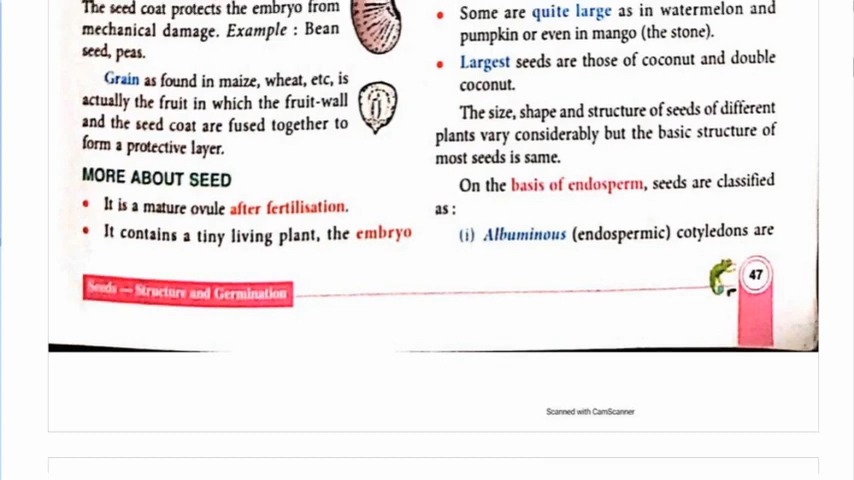 The seed coat protects the embryo from
mechanical damage. Example : Bean
seed, peas.
Grain as found in maize, wheat, etc, is
actually the fruit in which the fruit-wall
and the seed coat are fused together to
form a protective layer.
MORE ABOUT SEED
• It is a mature ovule after fertilisation.
• It contains a tiny living plant, the embryo
• Some are quite large as in watermelon and
pumpkin or even in mango (the stone).
• Largest seeds are those of coconut and double
coconut.
The size, shape and structure of seeds of different
plants vary considerably but the basic structure of
most seeds is same.
On the basis of endosperm, seeds are classified
as :
(i) Albuminous (endospermic) cotyledons are
Seeds — Structure and Germination
47
Scanned with CamScanner